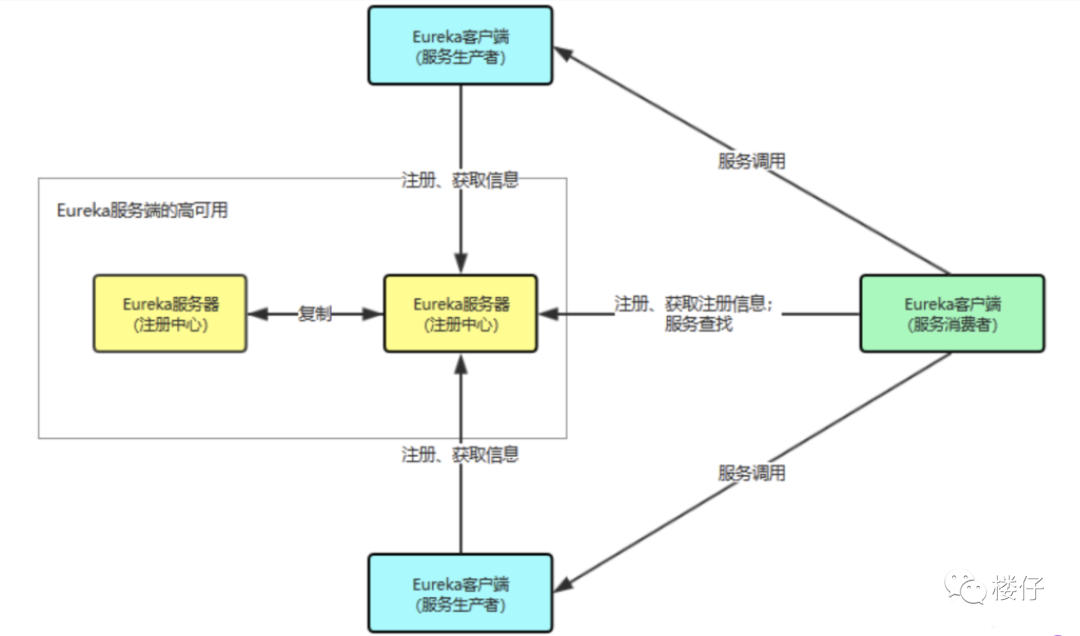 Eureka客户端
(服务生产者)
服务调用
注册、获取信息
Eureka服务端的高可用
Eureka服务器
(注册中心)
复制
Eureka服务器
(注册中心)
注册、获取注册信息;
服务查找
Eureka客户端
(服务消费者)
注册、获取信息
服务调用
Eureka客户端
(服务生产者)
楼仔